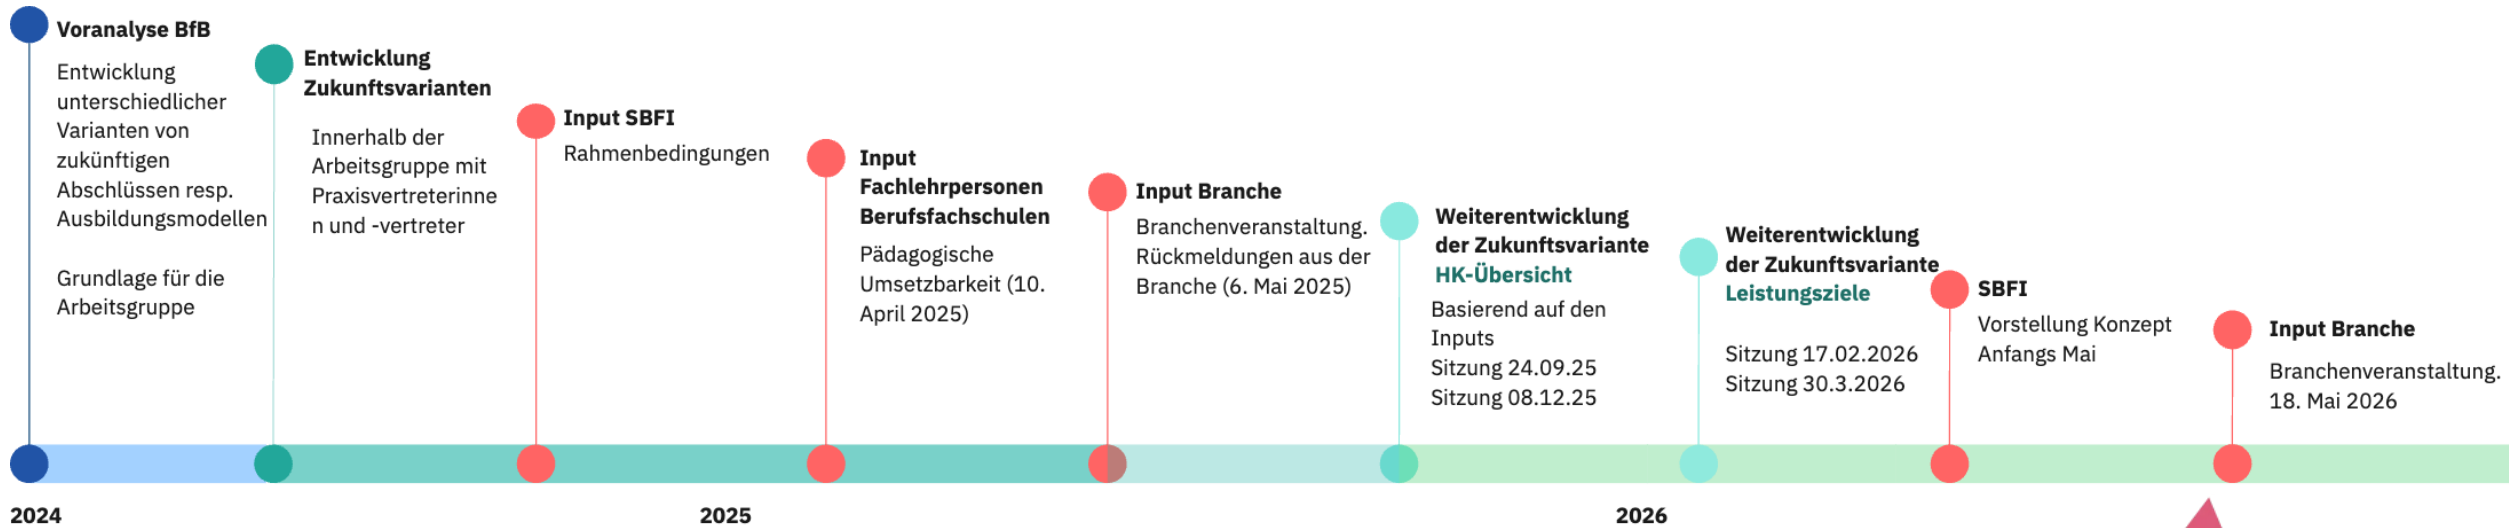 Voranalyse BfB
Entwicklung
unterschiedlicher
Varianten von
zukünftigen
Abschlüssen resp.
Ausbildungsmodellen
Grundlage für die
Arbeitsgruppe
Entwicklung
Zukunftsvarianten
Innerhalb der
Arbeitsgruppe mit
Praxisvertreterinne
n und -vertreter
Input SBFI
Rahmenbedingungen
Input
Fachlehrpersonen
Berufsfachschulen
Pädagogische
Umsetzbarkeit (10.
April 2025)
Input Branche
Branchenveranstaltung.
Rückmeldungen aus der
Branche (6. Mai 2025)
Weiterentwicklung
der Zukunftsvariante
HK-Übersicht
Basierend auf den
Inputs
Sitzung 24.09.25
Sitzung 08.12.25
Weiterentwicklung
der Zukunftsvariante
Leistungsziele
Sitzung 17.02.2026
Sitzung 30.3.2026
SBFI
Vorstellung Konzept
Anfangs Mai
Input Branche
Branchenveranstaltung.
18. Mai 2026
2024
2025
2026